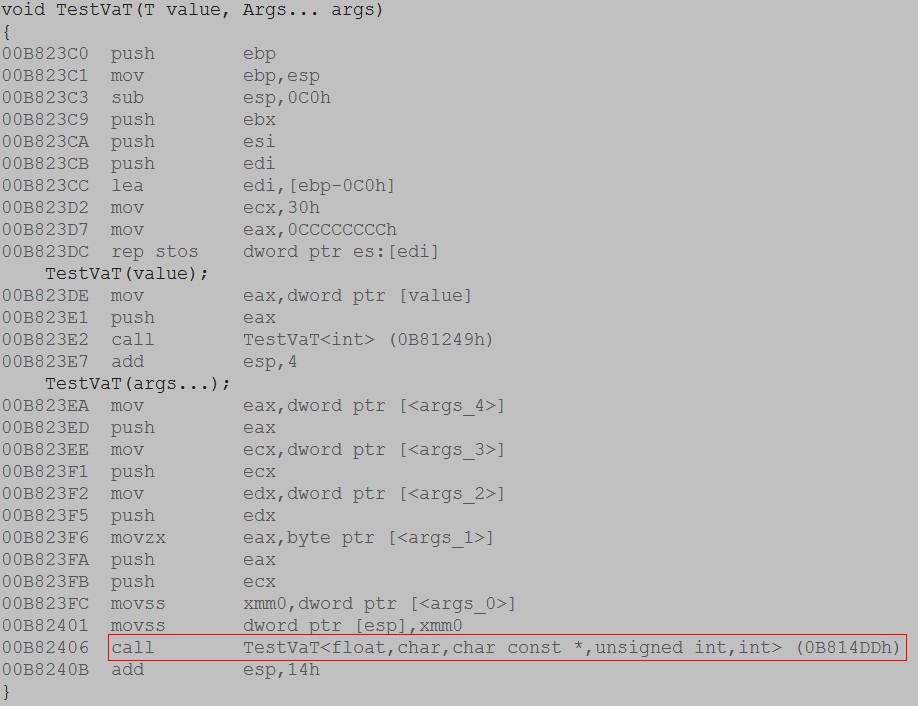 void TestVaT(T value, Args... args)
{
00B823C0 push ebp
00B823C1 mov ebp,esp
00B823C3 sub esp,0C0h
00B823C9 push ebx
00B823CA push esi
00B823CB push edi
00B823CC lea edi,[ebp-0C0h]
00B823D2 mov ecx,30h
00B823D7 mov eax,0CCCCCCCCh
00B823DC rep stos dword ptr es:[edi]
TestVaT(value);
00B823DE mov eax,dword ptr [value]
00B823E1 push eax
00B823E2 call TestVaT<int> (0B81249h)
00B823E7 add esp,4
TestVaT(args...);
00B823EA mov eax,dword ptr [<args_4>]
00B823ED push eax
00B823EE mov ecx,dword ptr [<args_3>]
00B823F1 push ecx
00B823F2 mov edx,dword ptr [<args_2>]
00B823F5 push edx
00B823F6 movzx eax,byte ptr [<args_1>]
00B823FA push eax
00B823FB push ecx
00B823FC movss xmm0,dword ptr [<args_0>]
00B82401 movss dword ptr [esp],xmm0
00B82406 call TestVaT<float,char,char const *,unsigned int,int> (0B814DDh)
00B8240B add esp,14h
}